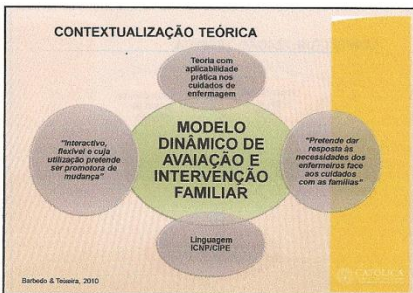 CONTEXTUALIZAÇÃO TEÓRICA
Teoria com
aplicabilidade
prática nos
cuidados de
enfermagem
"Interactivo,
flexível e cuja
utilização pretende
ser promotora de
mudança"
MODELO
DINÂMICO DE
AVAIAÇÃO E
INTERVENÇÃO
FAMILIAR
"Pretende dar
resposta às
necessidades dos
enfermeiros face
aos cuidados
com as famílias"
Linguagem
ICNP/CIPE
Barbedo & Teixeira, 2010
CATÓLICA